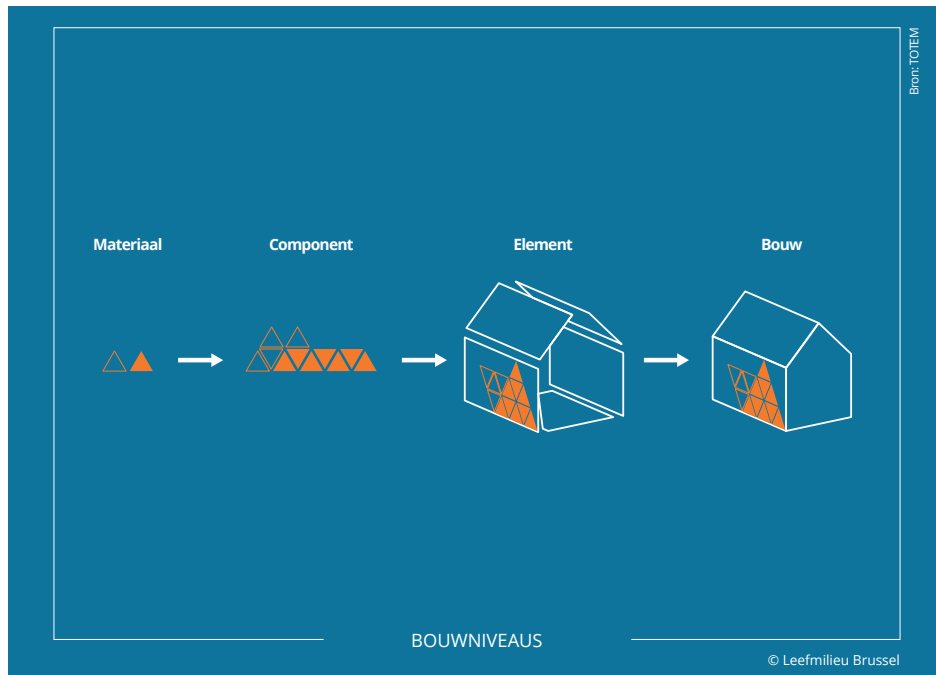 Bron: TOTEM
Materiaal
Component
Element
Bouw
BOUWNIVEAUS
© Leefmilieu Brussel